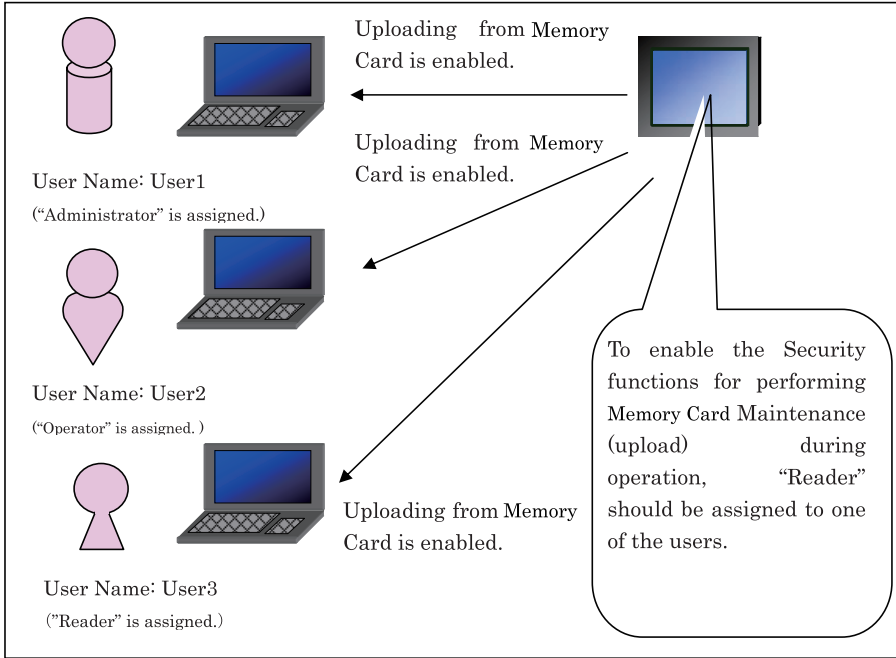 Uploading from Memory
Card is enabled.
User Name: User1
(“Administrator” is assigned.)
Uploading from Memory
Card is enabled.
User Name: User2
(“Operator” is assigned. )
Uploading from Memory
Card is enabled.
User Name: User3
(”Reader” is assigned.)
To enable the Security
functions for performing
Memory Card Maintenance
(upload) during
operation, “Reader”
should be assigned to one
of the users.